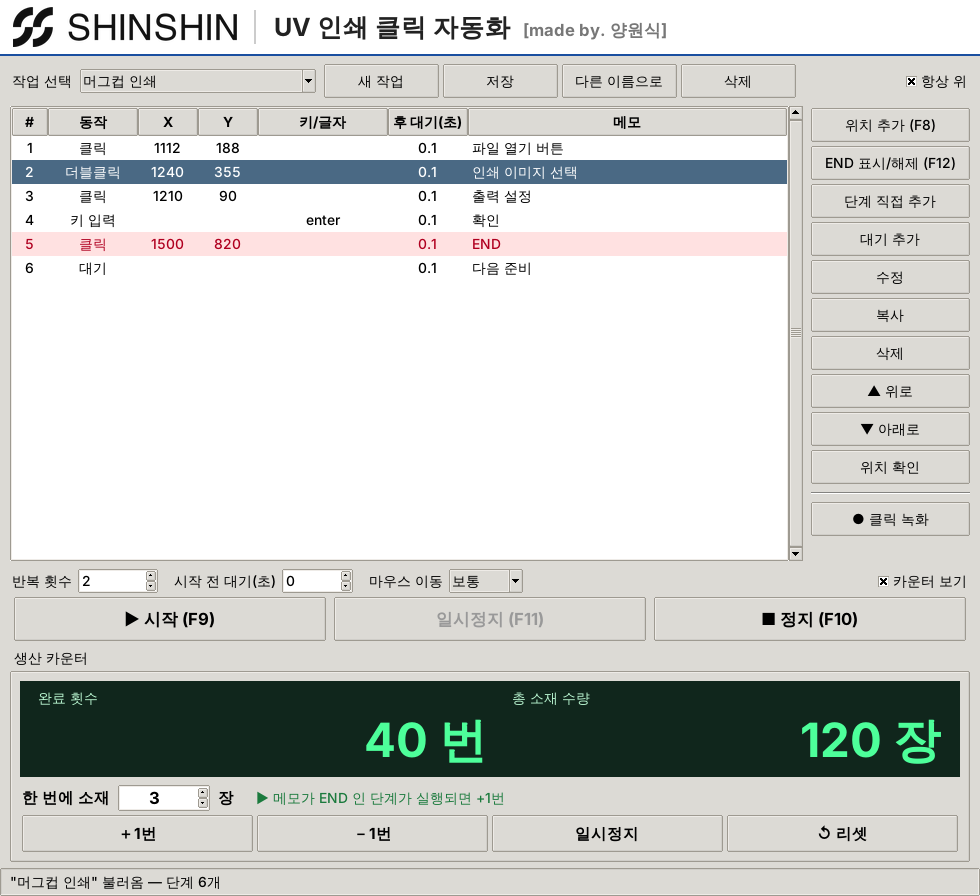 SHINSHIN UV 인쇄 클릭 자동화 [made by. 양원식]
작업 선택 머그컵 인쇄 새 작업 저장 다른 이름으로 삭제 항상 위
# 동작 X Y 키/글자 후 대기(초) 메모
1 클릭 1112 188 0.1 파일 열기 버튼
2 더블클릭 1240 355 0.1 인쇄 이미지 선택
3 클릭 1210 90 0.1 출력 설정
4 키 입력 enter 0.1 확인
5 클릭 1500 820 0.1 END
6 대기 0.1 다음 준비
위치 추가 (F8)
END 표시/해제 (F12)
단계 직접 추가
대기 추가
수정
복사
삭제
▲ 위로
▼ 아래로
위치 확인
● 클릭 녹화
반복 횟수 2 시작 전 대기(초) 0 마우스 이동 보통 카운터 보기
▶ 시작 (F9) 일시정지 (F11) ■ 정지 (F10)
생산 카운터
완료 횟수 총 소재 수량
40 번 120 장
한 번에 소재 3 장 ▶ 메모가 END 인 단계가 실행되면 +1번
+1번 −1번 일시정지 ↺ 리셋
"머그컵 인쇄" 불러옴 — 단계 6개